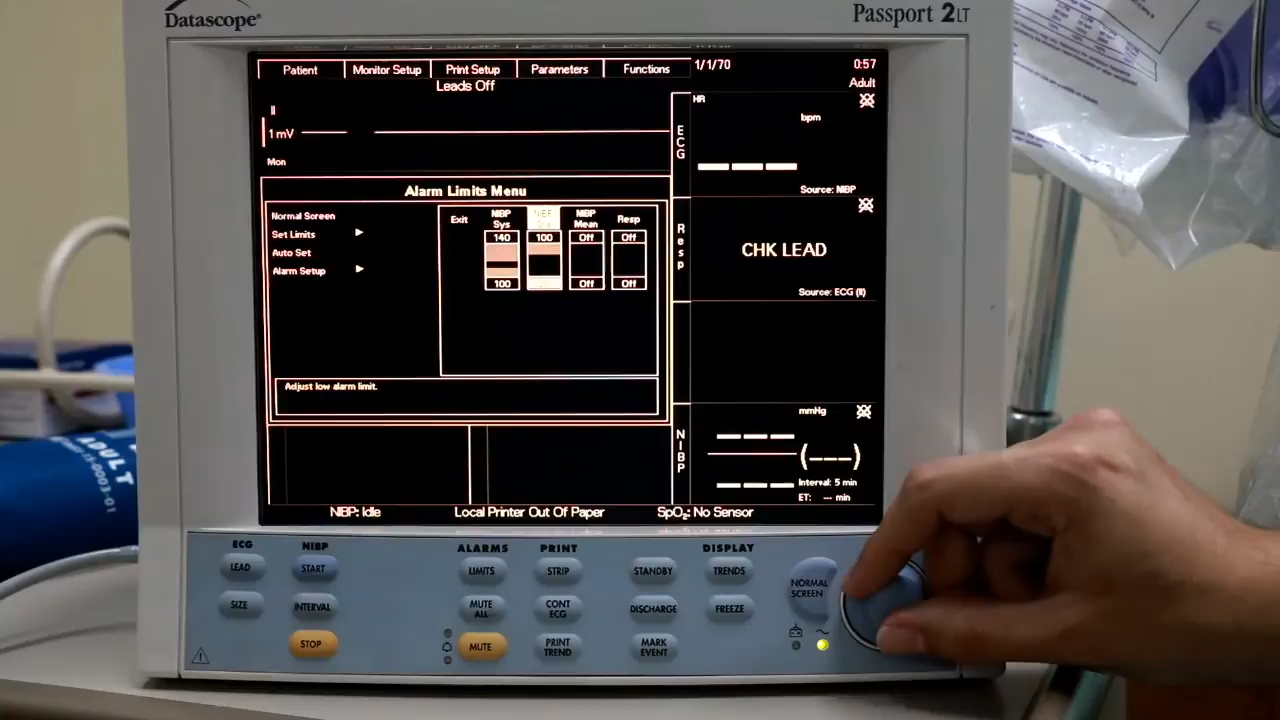 Datascope®
Passport 2LT
Patient Monitor Setup Print Setup Parameters Functions
1/1/70 0:57
Leads Off
Adult
II
1 mV
Mon
ECG
HR
bpm
Source: NIBP
Resp
CHK LEAD
Source: ECG (II)
Alarm Limits Menu
Normal Screen
Set Limits
Auto Set
Alarm Setup
Exit
NIBP Sys
NIBP Mean
Resp
140 100 Off Off
100 Off Off
Adjust low alarm limit.
NIBP
mmHg
--- (---)
---
Interval: 5 min
ET: --- min
NIBP: Idle
Local Printer Out Of Paper
SpO₂: No Sensor
ADULT
ECG
LEAD
SIZE
NIBP
START
INTERVAL
STOP
ALARMS
LIMITS
MUTE ALL
MUTE
PRINT
STRIP
CONT ECG
PRINT TREND
STANDBY
DISCHARGE
MARK EVENT
DISPLAY
TRENDS
FREEZE
NORMAL SCREEN